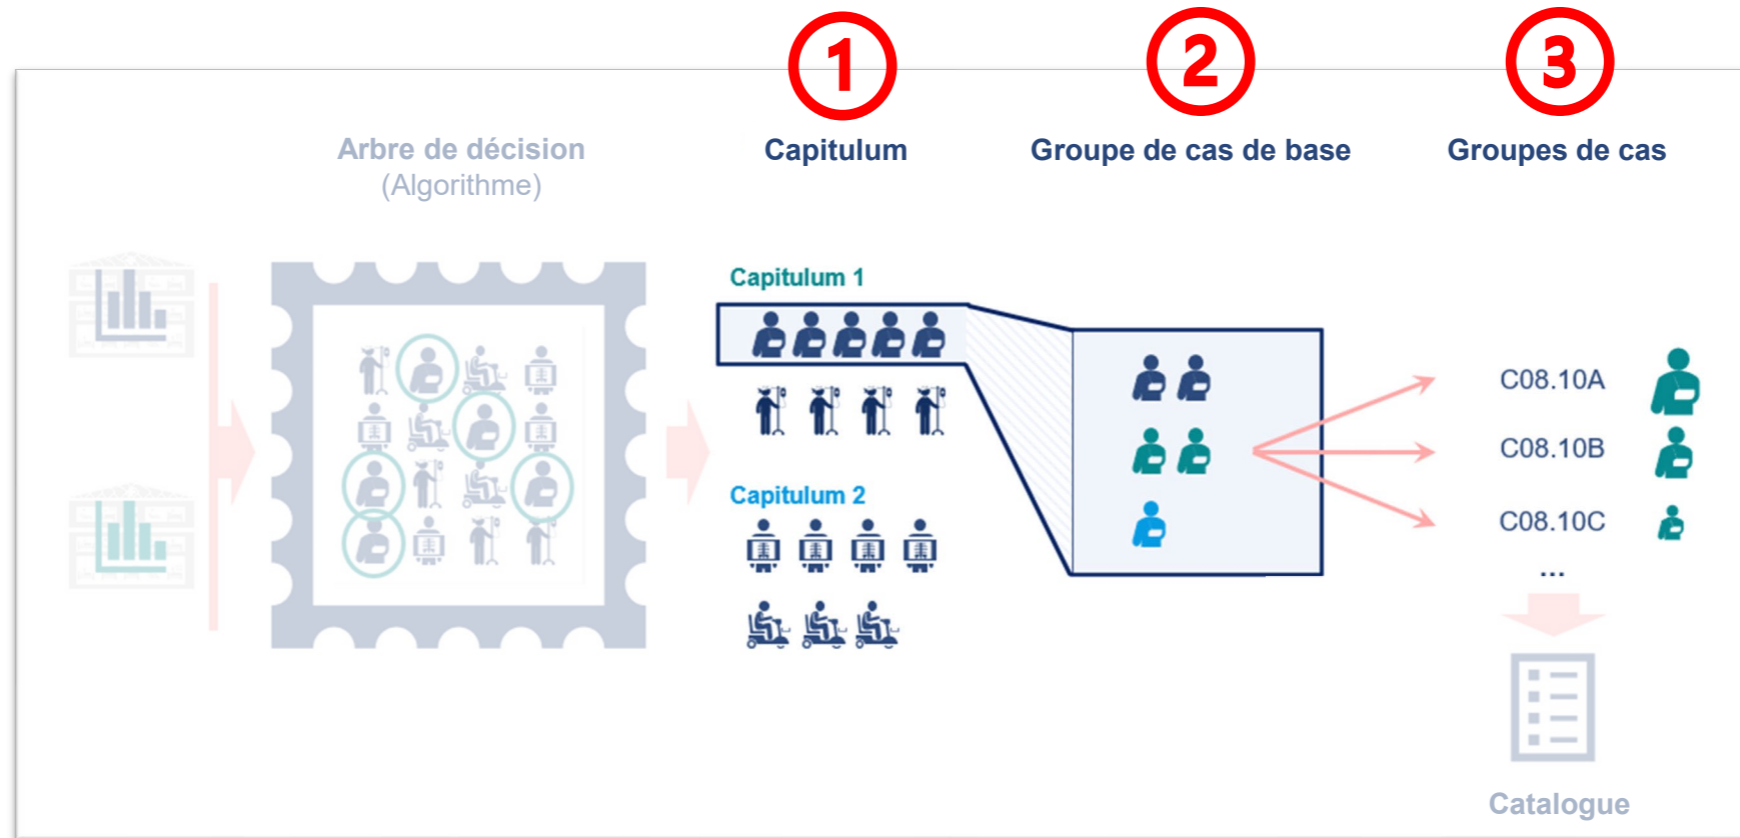 1
2
3
Arbre de décision
(Algorithme)
Capitulum
Groupe de cas de base
Groupes de cas
Capitulum 1
Capitulum 2
C08.10A
C08.10B
C08.10C
...
Catalogue